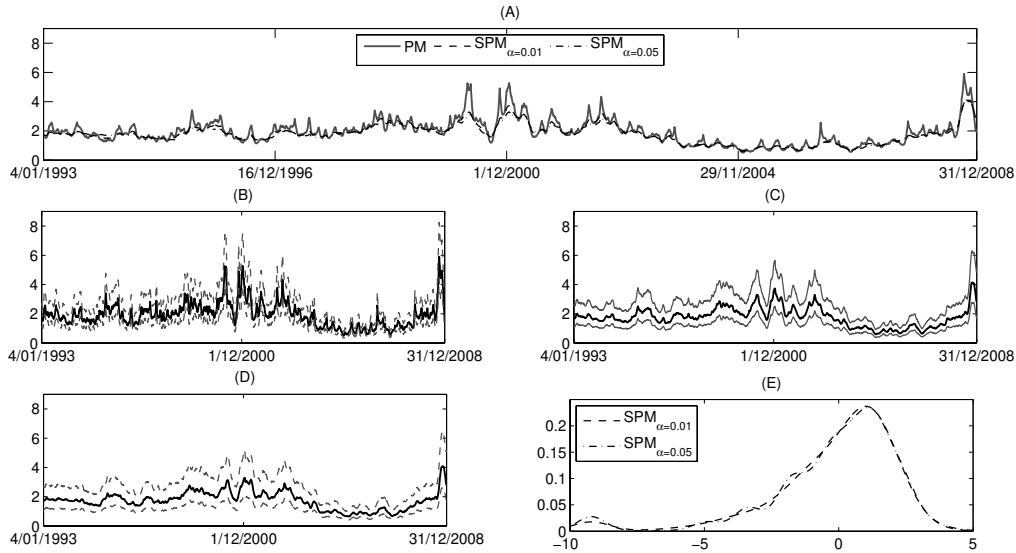 (A)
8
6
4
2
0
PM SPM α=0.01 SPM α=0.05
4/01/1993 16/12/1996 1/12/2000 29/11/2004 31/12/2008
(B)
8
6
4
2
0
4/01/1993 1/12/2000 31/12/2008
(C)
8
6
4
2
0
4/01/1993 1/12/2000 31/12/2008
(D)
8
6
4
2
0
4/01/1993 1/12/2000 31/12/2008
(E)
0.2
0.15
0.1
0.05
0
SPM α=0.01
SPM α=0.05
−10 −5 0 5